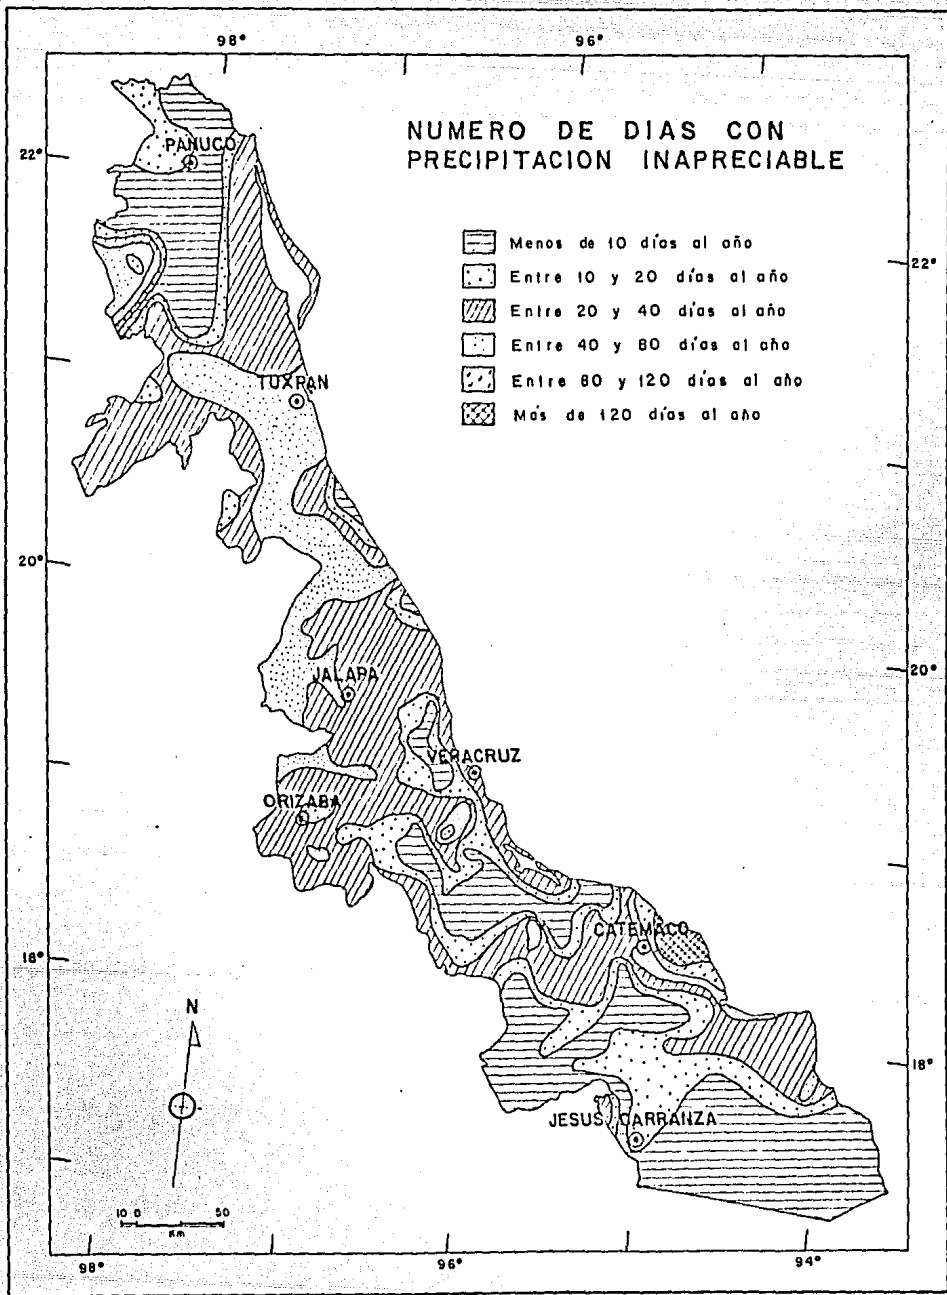 98°
96°
NUMERO DE DIAS CON
PRECIPITACION INAPRECIABLE
22°
PANUCO
Menos de 10 días al año
22°
Entre 10 y 20 días al año
Entre 20 y 40 días al año
Entre 40 y 80 días al año
TUXPAN
Entre 80 y 120 días al año
Más de 120 días al año
20°
20°
JALAPA
VERACRUZ
ORIZABA
CATEMACO
18°
N
18°
JESUS CARRANZA
10 0 50
Km
98°
96°
94°